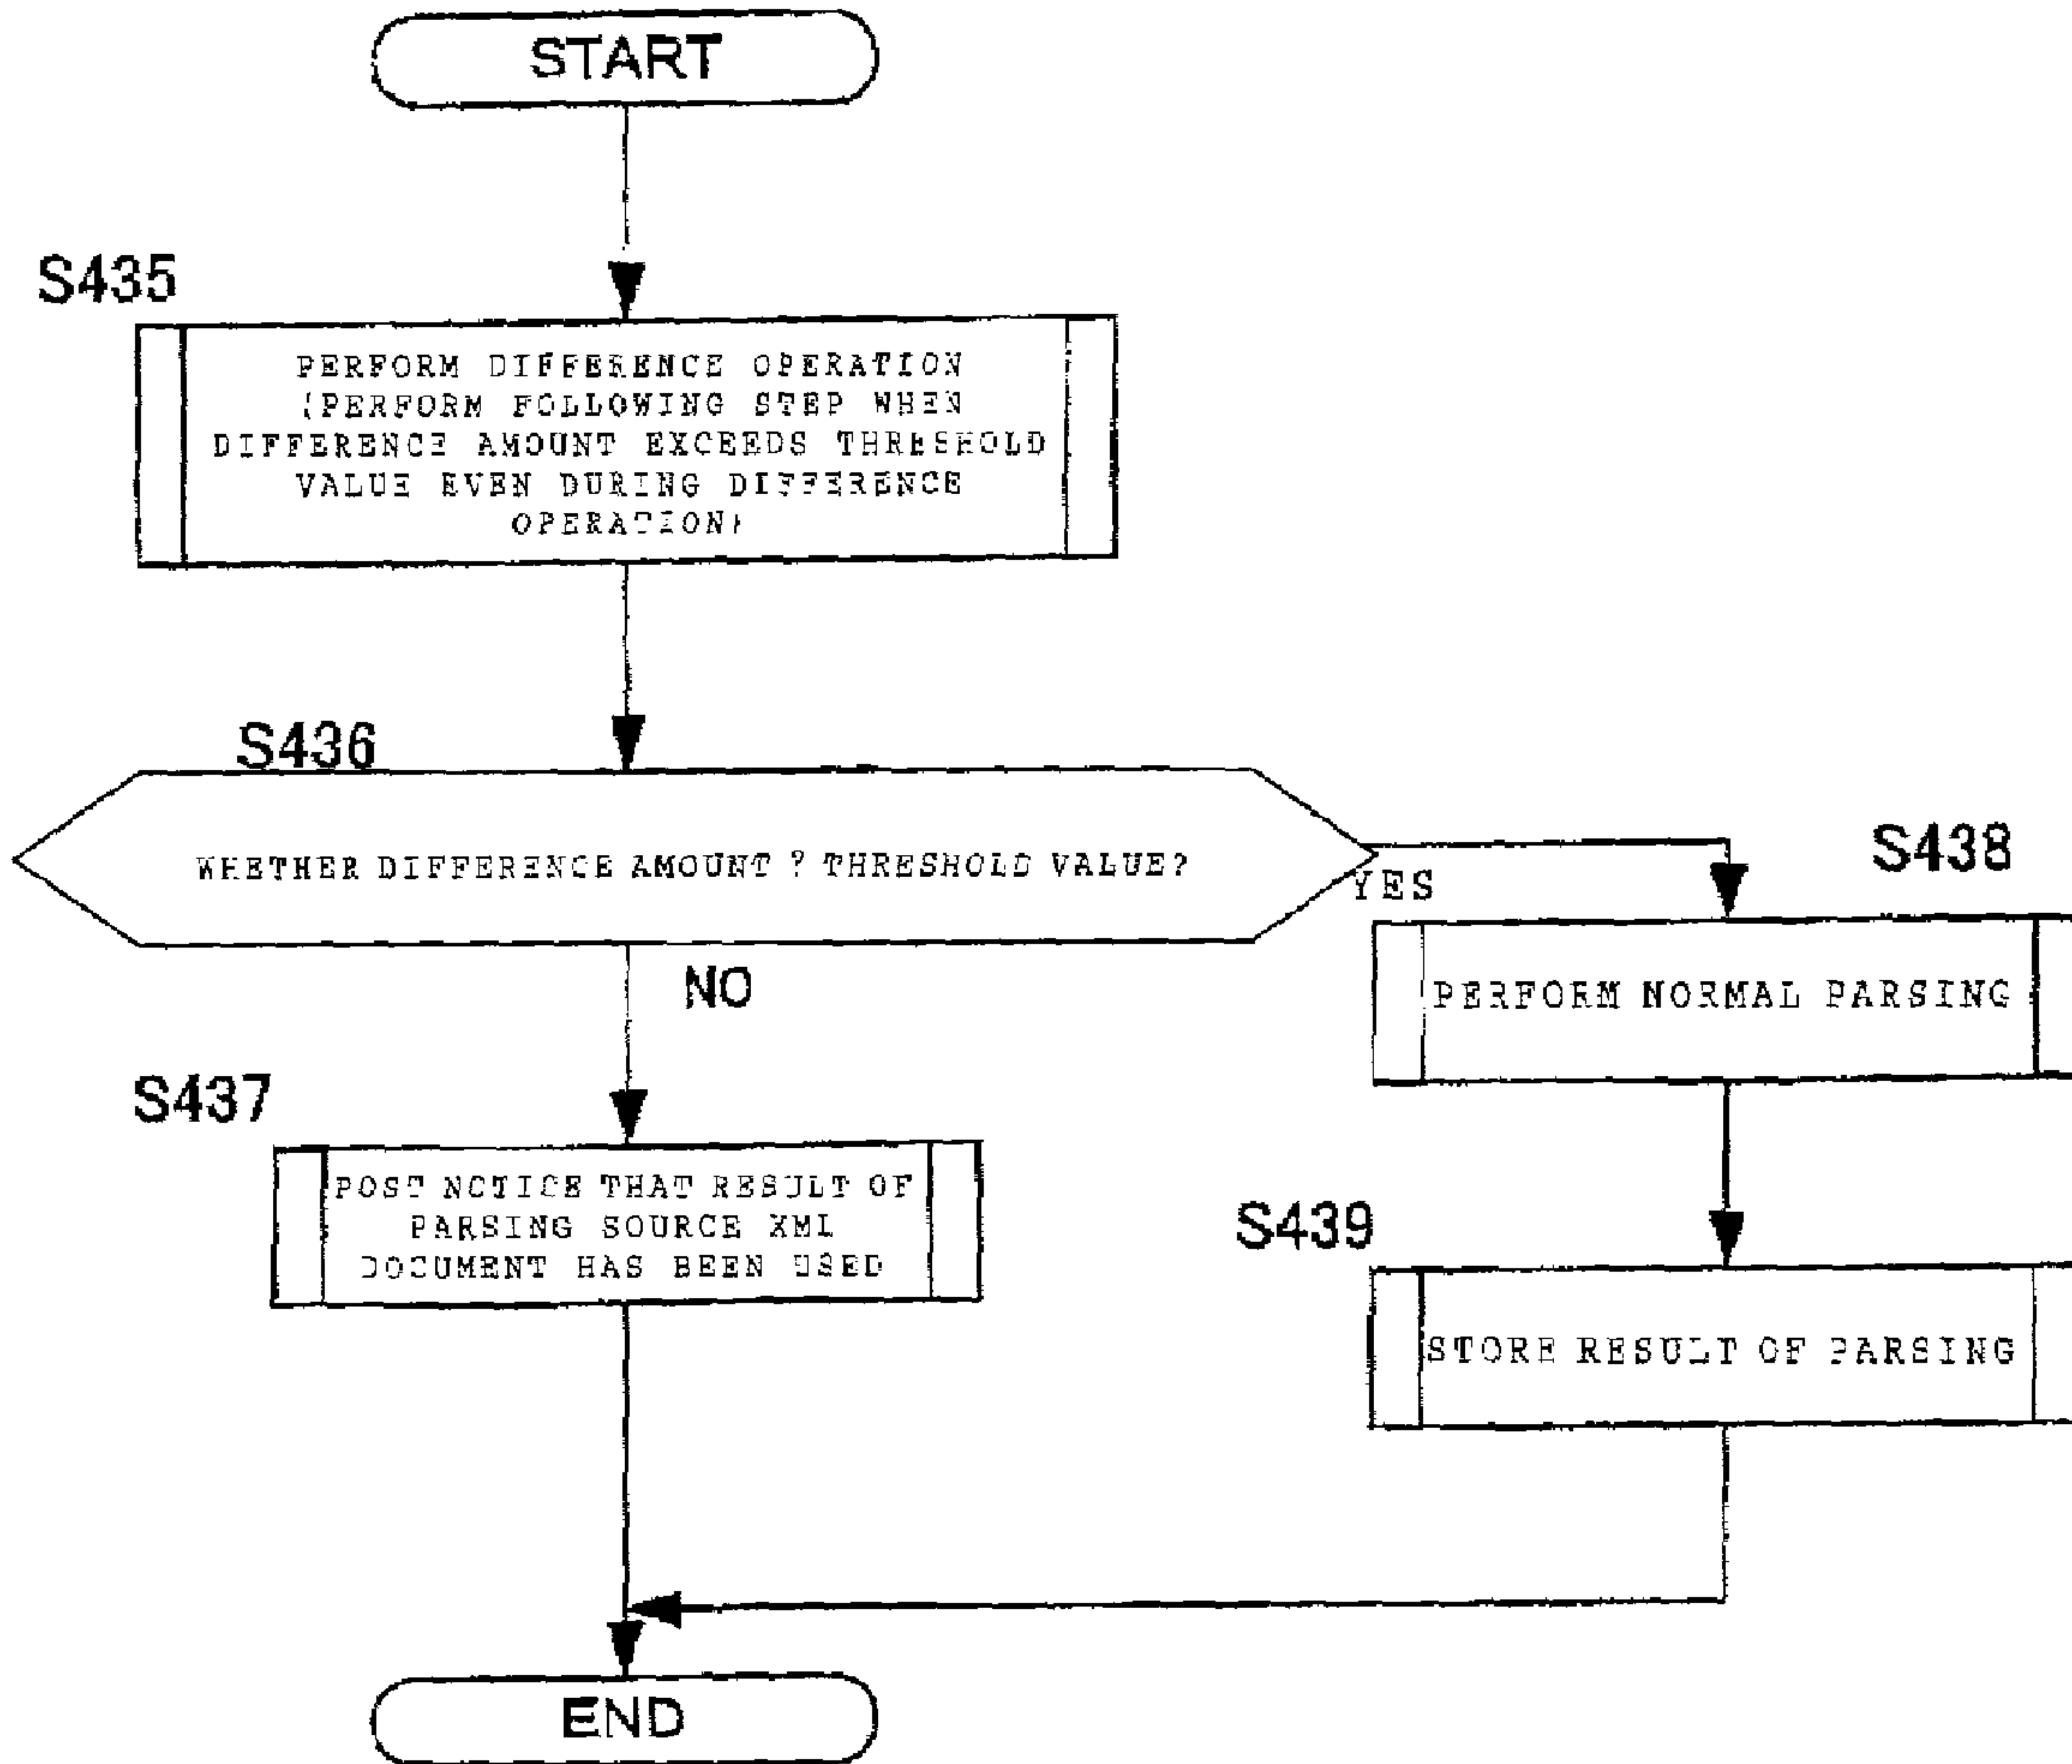 START
S435
PERFORM DIFFERENCE OPERATION
(PERFORM FOLLOWING STEP WHEN
DIFFERENCE AMOUNT EXCEEDS THRESHOLD
VALUE EVEN DURING DIFFERENCE
OPERATION)
S436
WHETHER DIFFERENCE AMOUNT ? THRESHOLD VALUE?
YES
NO
S438
PERFORM NORMAL PARSING
S437
POST NOTICE THAT RESULT OF
PARSING SOURCE XML
DOCUMENT HAS BEEN USED
S439
STORE RESULT OF PARSING
END